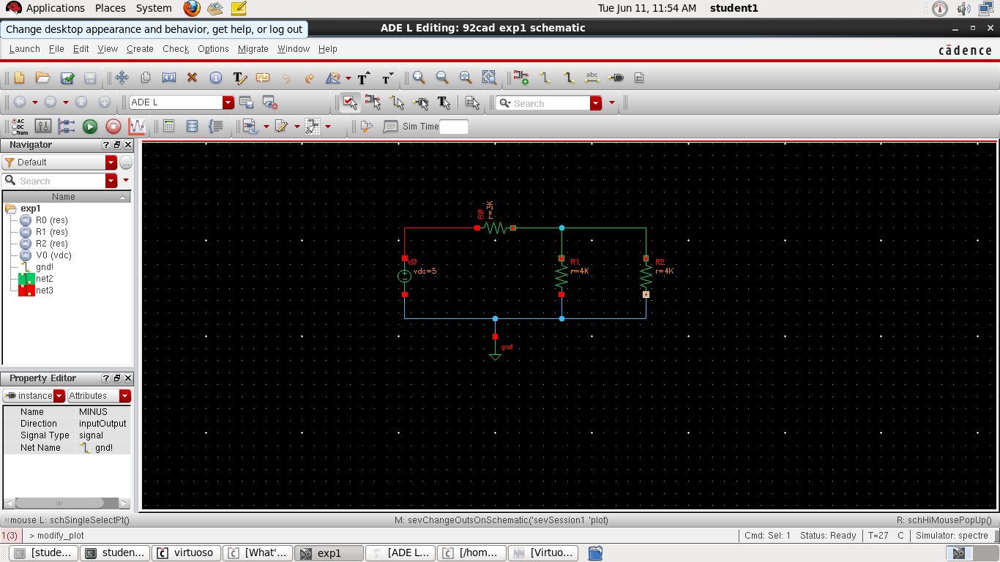 Applications Places System Tue Jun 11, 11:54 AM student1
Change desktop appearance and behavior, get help, or log out
ADE L Editing: 92cad exp1 schematic
Launch File Edit View Create Check Options Migrate Window Help cādence
T T T
abc
ADE L
T
Search
AC
DC
Trans
Sim Time
Navigator ?
Default ...
Search
Name
exp1
R0 (res)
R1 (res)
R2 (res)
V0 (vdc)
gnd!
net2
net3
R0
r=3K
V0
vdc=5
R1
r=4K
R2
r=4K
gnd
Property Editor ?
instance Attributes
Name MINUS
Direction inputOutput
Signal Type signal
Net Name gnd!
mouse L: schSingleSelectPt() M: sevChangeOutsOnSchematic('sevSession1 'plot) R: schHiMousePopUp()
1(3) > modify_plot Cmd: Sel: 1 Status: Ready T=27 C Simulator: spectre
[stude... studen... virtuoso [What'... exp1 [ADE L... [/hom... [Virtuo...